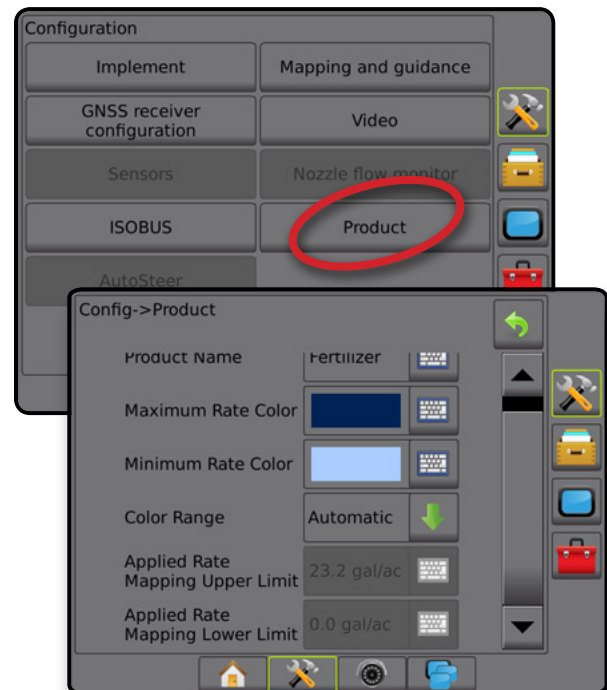 Configuration
Implement
Mapping and guidance
GNSS receiver
configuration
Video
Sensors
Nozzle flow monitor
ISOBUS
Product
AutoSteer
Config->Product
Product Name
Fertilizer
Maximum Rate Color
Minimum Rate Color
Color Range
Automatic
Applied Rate
Mapping Upper Limit
23.2 gal/ac
Applied Rate
Mapping Lower Limit
0.0 gal/ac